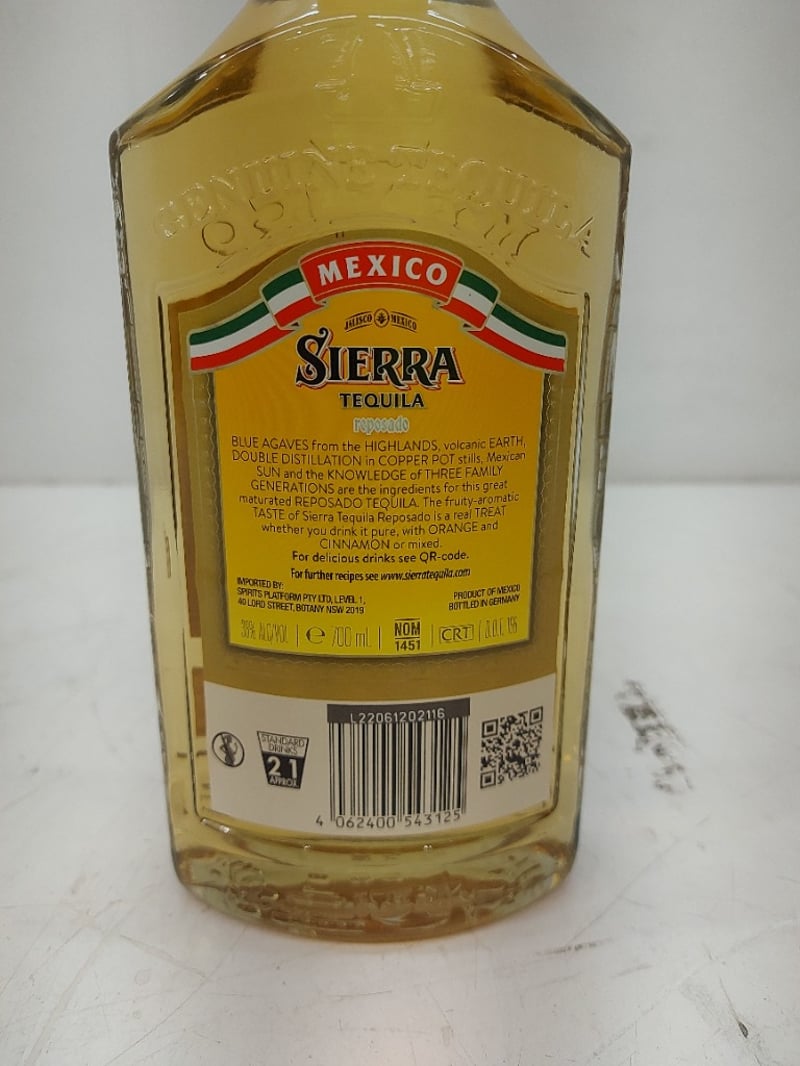 GENUINE TEQUILA
MEXICO
JALISCO MEXICO
SIERRA
TEQUILA
reposado
BLUE AGAVES from the HIGHLANDS, volcanic EARTH,
DOUBLE DISTILLATION in COPPER POT stills, Mexican
SUN and the KNOWLEDGE of THREE FAMILY
GENERATIONS are the ingredients for this great
maturated REPOSADO TEQUILA. The fruity-aromatic
TASTE of Sierra Tequila Reposado is a real TREAT
whether you drink it pure, with ORANGE and
CINNAMON or mixed.
For delicious drinks see QR-code.
For further recipes see www.sierratequila.com
IMPORTED BY:
SPIRITS PLATFORM PTY LTD, LEVEL 1,
40 LORD STREET, BOTANY NSW 2019
PRODUCT OF MEXICO
BOTTLED IN GERMANY
38% ALC/VOL e 700 ml NOM 1451 CRT
L22061202116
STANDARD
DRINKS
21
APPROX.
4 062400 543125